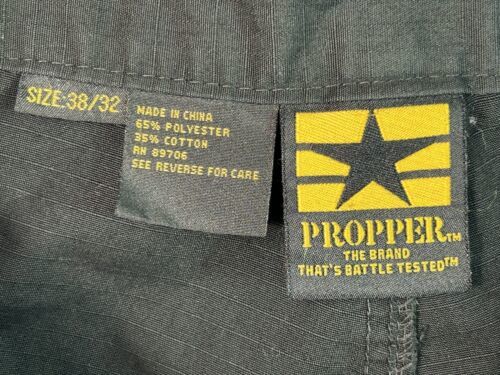 SIZE:38/32
MADE IN CHINA
65% POLYESTER
35% COTTON
RN 89706
SEE REVERSE FOR CARE
PROPPER™
THE BRAND
THAT'S BATTLE TESTED™